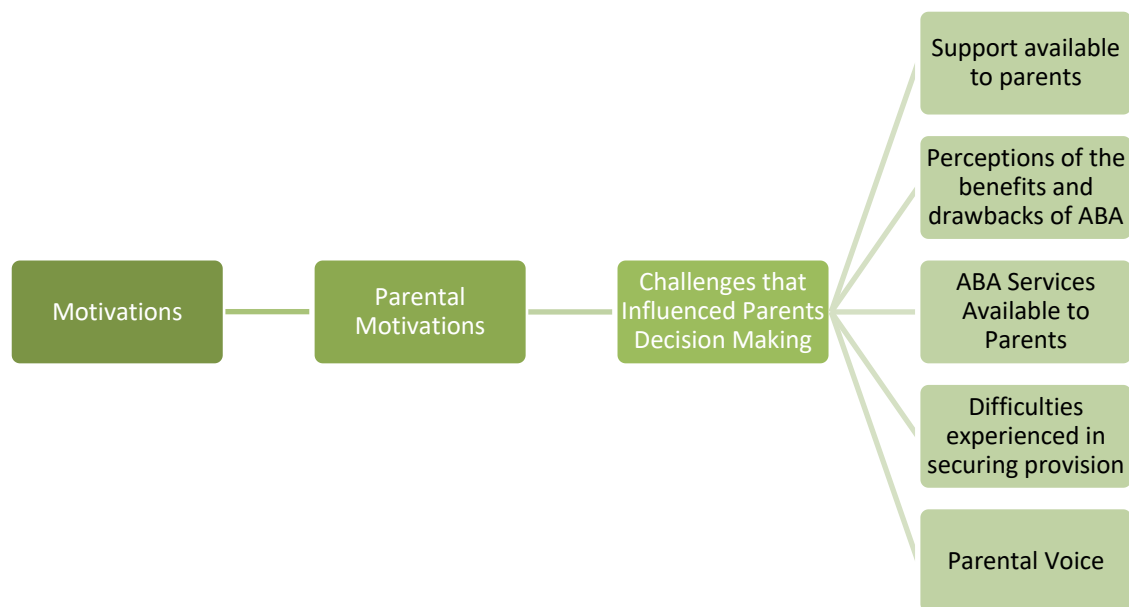 Motivations
Parental
Motivations
Challenges that
Influenced Parents
Decision Making
Support available
to parents
Perceptions of the
benefits and
drawbacks of ABA
ABA Services
Available to
Parents
Difficulties
experienced in
securing provision
Parental Voice